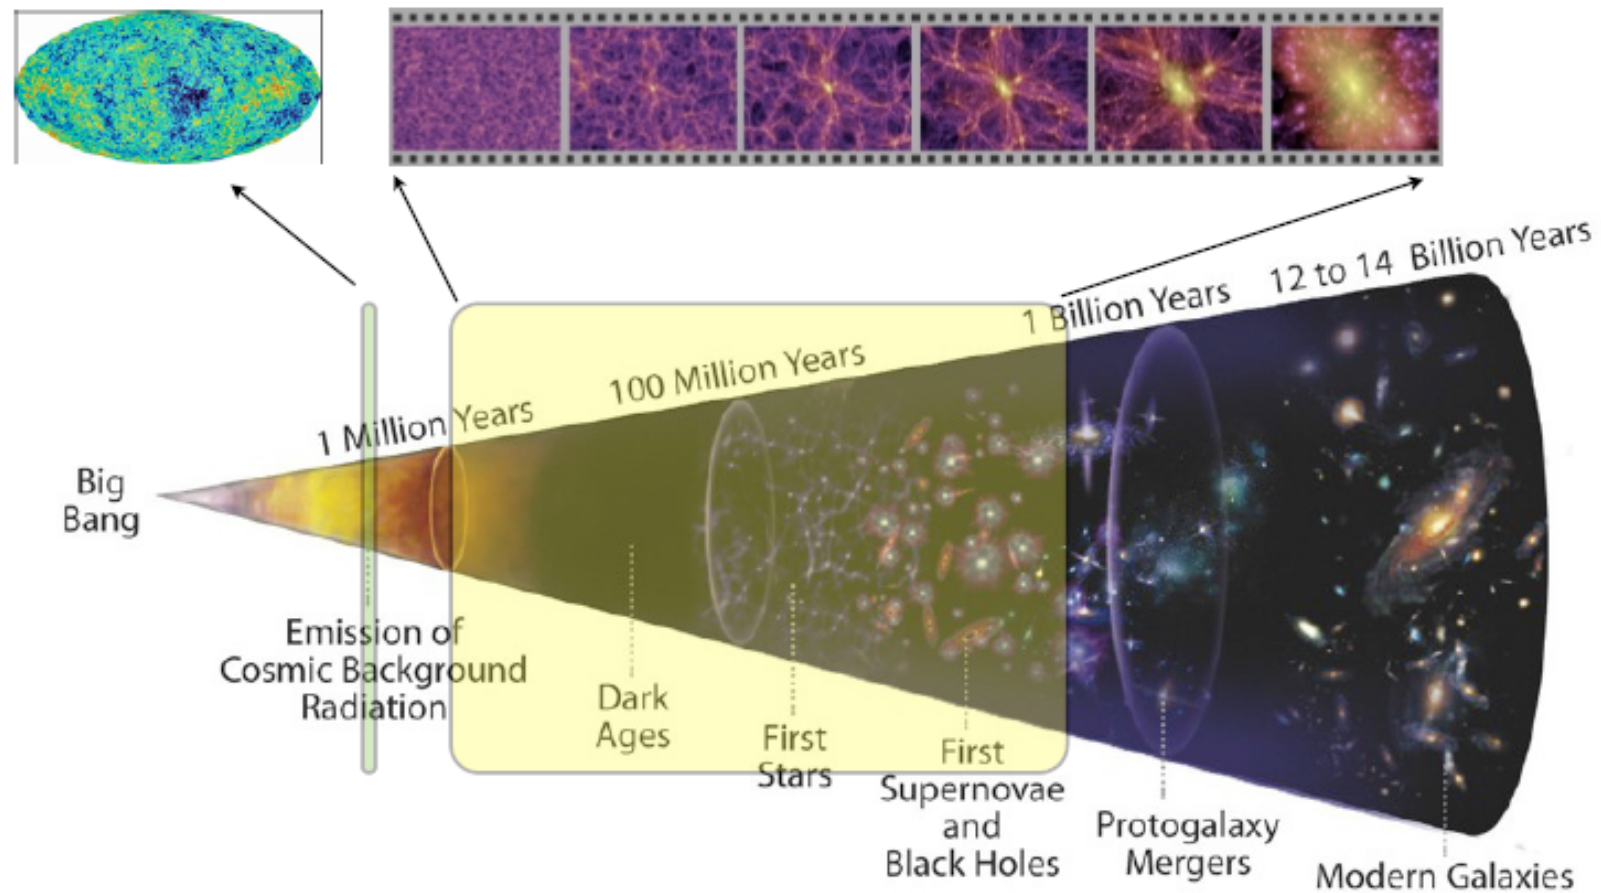 12 to 14 Billion Years
1 Billion Years
100 Million Years
1 Million Years
Big
Bang
Emission of
Cosmic Background
Radiation
Dark
Ages
First
Stars
First
Supernovae
and
Black Holes
Protogalaxy
Mergers
Modern Galaxies